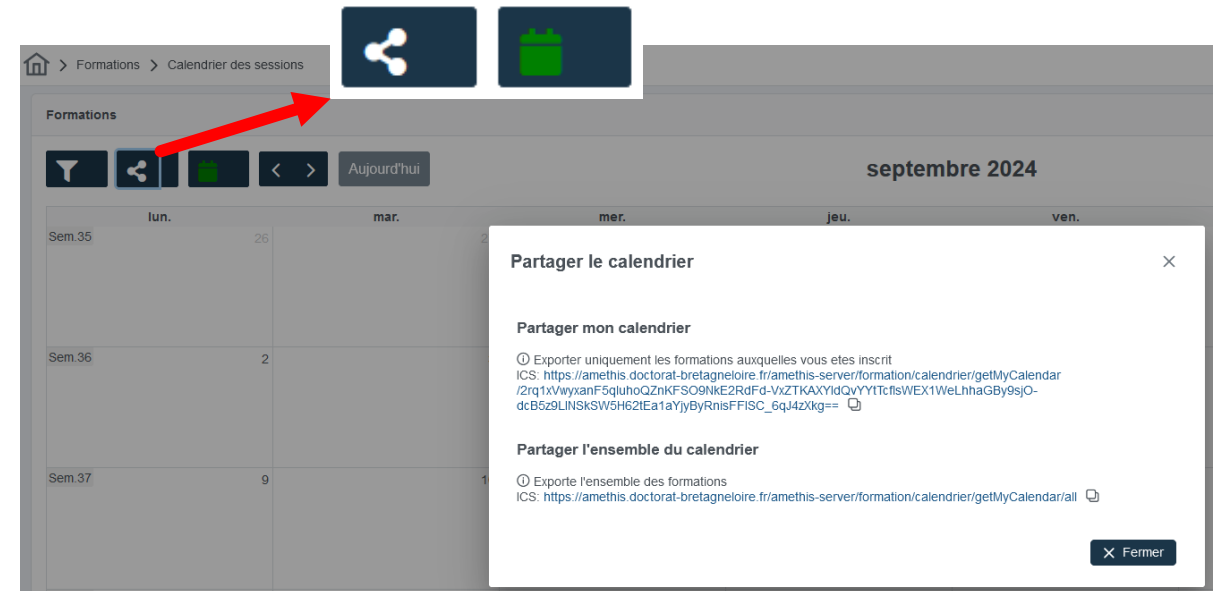 Formations
Calendrier des sessions
Formations
Aujourd'hui
septembre 2024
lun.
mar.
mer.
jeu.
ven.
Sem.35
26
Partager le calendrier
Partager mon calendrier
Exporter uniquement les formations auxquelles vous etes inscrit
ICS: https://amethis.doctorat-bretagneloire.fr/amethis-server/formation/calendrier/getMyCalendar
Sem.36
2
Partager l'ensemble du calendrier
Exporte l'ensemble des formations
Sem.37
9
ICS: https://amethis.doctorat-bretagneloire.fr/amethis-server/formation/calendrier/getMyCalendar/all
Fermer